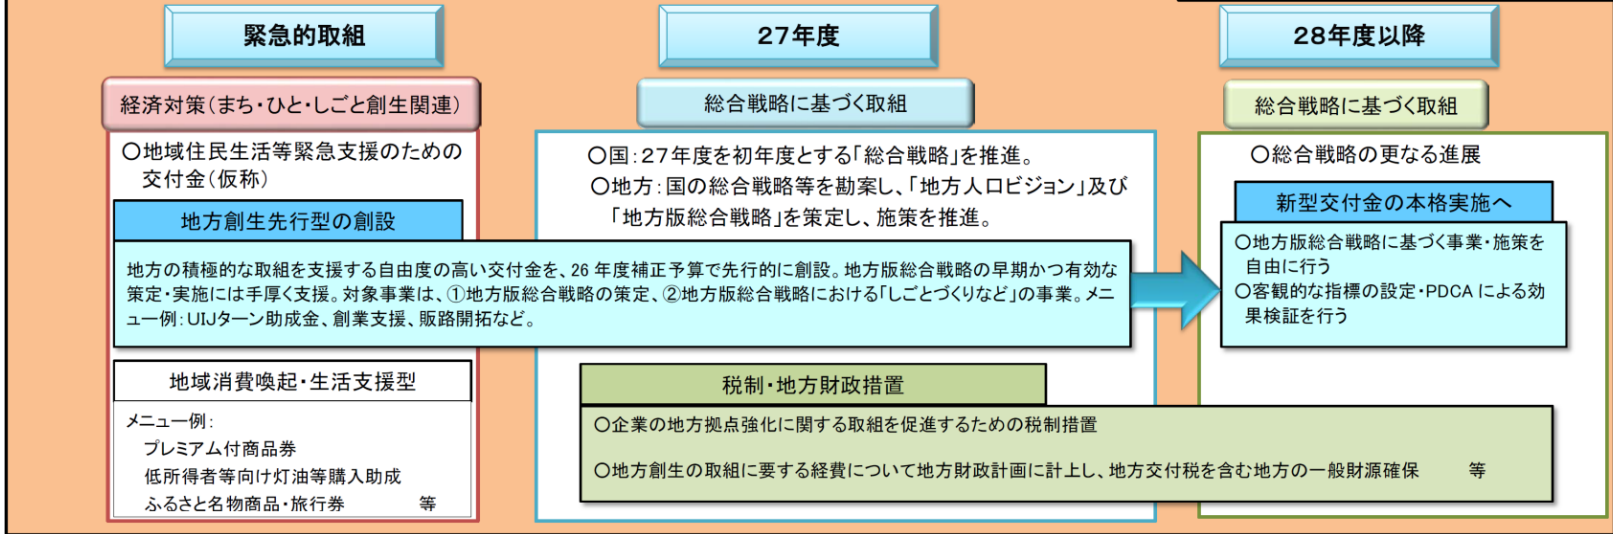 緊急的取組
経済対策(まち・ひと・しごと創生関連)
〇地域住民生活等緊急支援のための
交付金(仮称)
地方創生先行型の創設
地方の積極的な取組を支援する自由度の高い交付金を、26年度補正予算で先行的に創設。地方版総合戦略の早期かつ有効な
策定・実施には手厚く支援。対象事業は、①地方版総合戦略の策定、②地方版総合戦略における「しごとづくりなど」の事業。メニ
ュー例:UIJターン助成金、創業支援、販路開拓など。
地域消費喚起・生活支援型
メニュー例:
プレミアム付商品券
低所得者等向け灯油等購入助成
ふるさと名物商品・旅行券 等
27年度
総合戦略に基づく取組
〇国:27年度を初年度とする「総合戦略」を推進。
〇地方:国の総合戦略等を勘案し、「地方人口ビジョン」及び
「地方版総合戦略」を策定し、施策を推進。
税制・地方財政措置
〇企業の地方拠点強化に関する取組を促進するための税制措置
〇地方創生の取組に要する経費について地方財政計画に計上し、地方交付税を含む地方の一般財源確保 等
28年度以降
総合戦略に基づく取組
〇総合戦略の更なる進展
新型交付金の本格実施へ
〇地方版総合戦略に基づく事業・施策を
自由に行う
〇客観的な指標の設定・PDCAによる効
果検証を行う